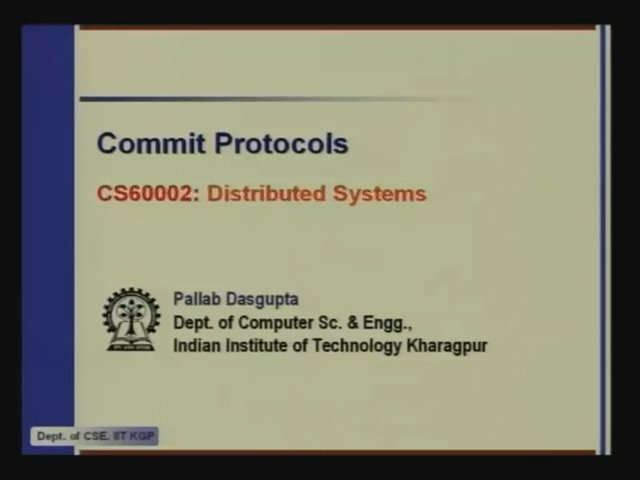 Commit Protocols
CS60002: Distributed Systems
Pallab Dasgupta
Dept. of Computer Sc. & Engg.,
Indian Institute of Technology Kharagpur
Dept. of CSE, IIT KGP